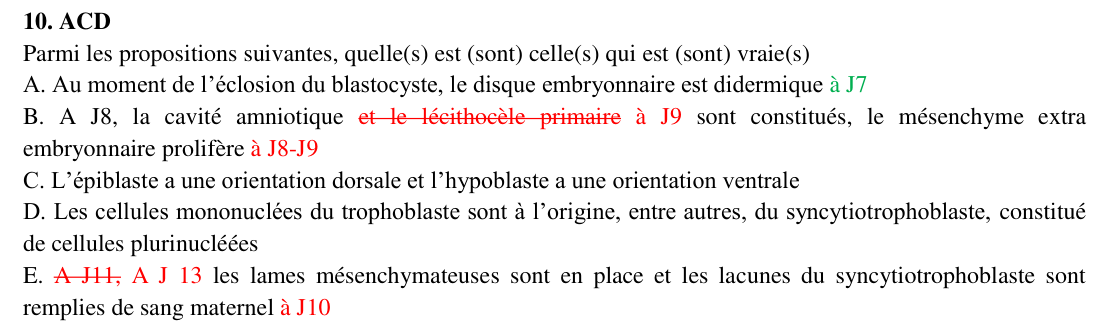 10. ACD
Parmi les propositions suivantes, quelle(s) est (sont) celle(s) qui est (sont) vraie(s)
A. Au moment de l'éclosion du blastocyste, le disque embryonnaire est didermique à J7
B. A J8, la cavité amniotique et le lécithocèle primaire à J9 sont constitués, le mésenchyme extra
embryonnaire prolifère à J8-J9
C. L'épiblaste a une orientation dorsale et l'hypoblaste a une orientation ventrale
D. Les cellules mononuclées du trophoblaste sont à l'origine, entre autres, du syncytiotrophoblaste, constitué
de cellules plurinucléées
E. A J11, A J 13 les lames mésenchymateuses sont en place et les lacunes du syncytiotrophoblaste sont
remplies de sang maternel à J10